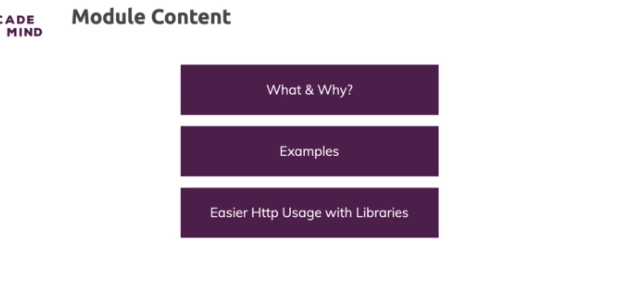 CADE
MIND
Module Content
What & Why?
Examples
Easier Http Usage with Libraries